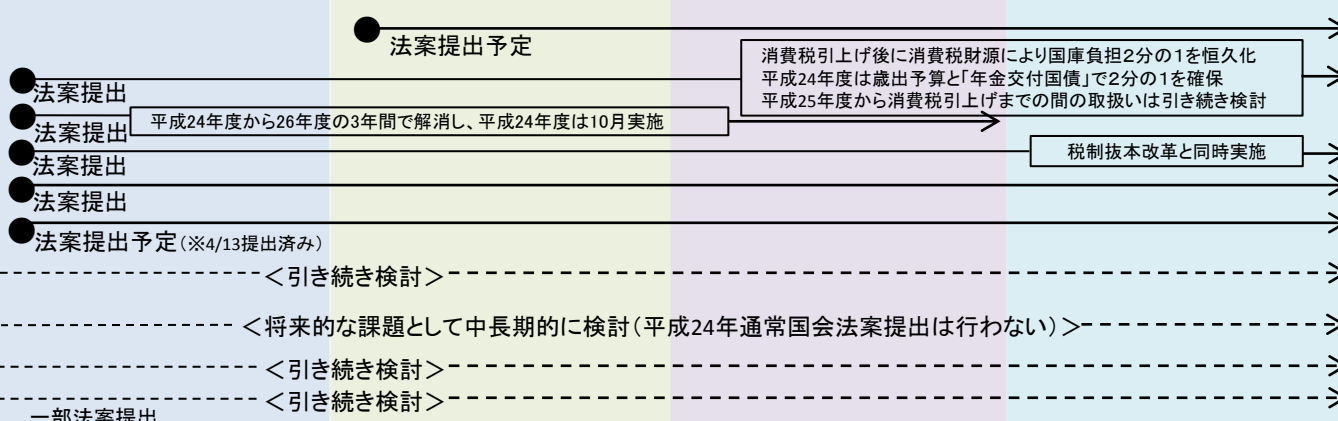 法案提出予定
消費税引上げ後に消費税財源により国庫負担2分の1を恒久化
平成24年度は歳出予算と「年金交付国債」で2分の1を確保
平成25年度から消費税引上げまでの間の取扱いは引き続き検討
法案提出
法案提出
平成24年度から26年度の3年間で解消し、平成24年度は10月実施
法案提出
税制抜本改革と同時実施
法案提出
法案提出予定(※4/13提出済み)
<引き続き検討>
<将来的な課題として中長期的に検討(平成24年通常国会法案提出は行わない)>
<引き続き検討>
<引き続き検討>
一部法案提出